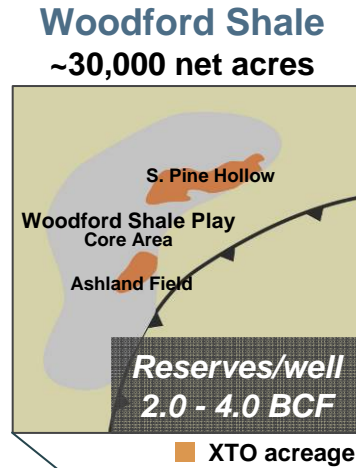 Woodford Shale
~30,000 net acres
S. Pine Hollow
Woodford Shale Play
Core Area
Ashland Field
Reserves/well
2.0 - 4.0 BCF
XTO acreage